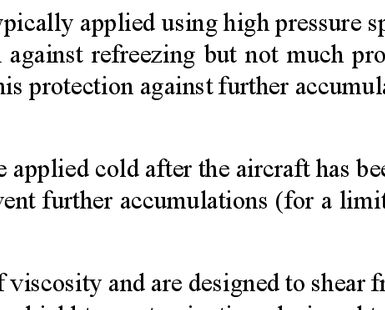 ypically applied using high pressure sp
against refreezing but not much pro
his protection against further accumula
e applied cold after the aircraft has bee
vent further accumulations (for a limit
f viscosity and are designed to shear fr